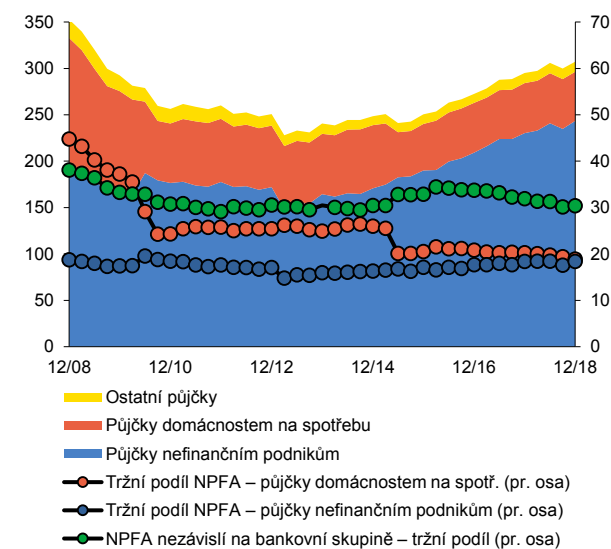 350 70
300 60
250 50
200 40
150 30
100 20
50 10
0 0
12/08 12/10 12/12 12/14 12/16 12/18
Ostatní půjčky
Půjčky domácnostem na spotřebu
Půjčky nefinančním podnikům
Tržní podíl NPFA – půjčky domácnostem na spotř. (pr. osa)
Tržní podíl NPFA – půjčky nefinančním podnikům (pr. osa)
NPFA nezávislí na bankovní skupině – tržní podíl (pr. osa)